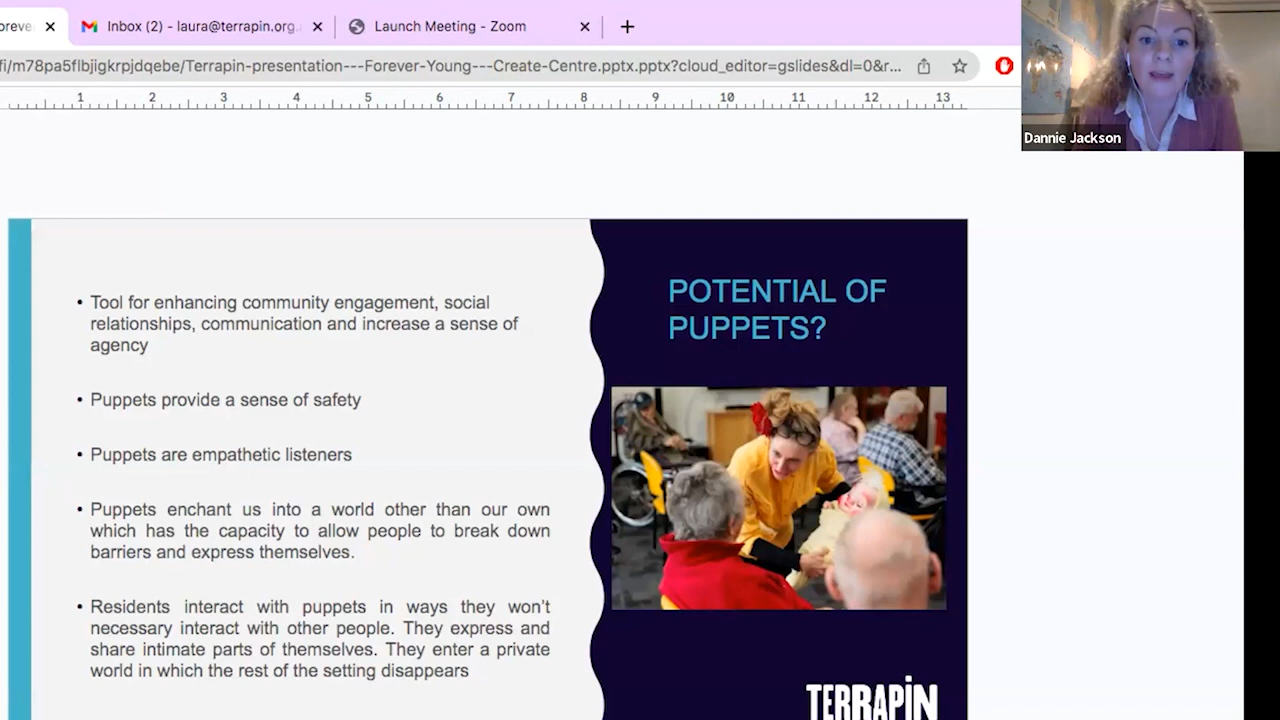 Inbox (2) - laura@terrapin.org.
Launch Meeting - Zoom
fi/m78pa5flbjigkrpjdqebe/Terrapin-presentation---Forever-Young---Create-Centre.pptx.pptx?cloud_editor=gslides&dl=0&r...
1 2 3 4 5 6 7 8 9 10 11 12 13
Dannie Jackson
• Tool for enhancing community engagement, social
relationships, communication and increase a sense of
agency
• Puppets provide a sense of safety
• Puppets are empathetic listeners
• Puppets enchant us into a world other than our own
which has the capacity to allow people to break down
barriers and express themselves.
• Residents interact with puppets in ways they won't
necessary interact with other people. They express and
share intimate parts of themselves. They enter a private
world in which the rest of the setting disappears
POTENTIAL OF
PUPPETS?
TERRAPIN